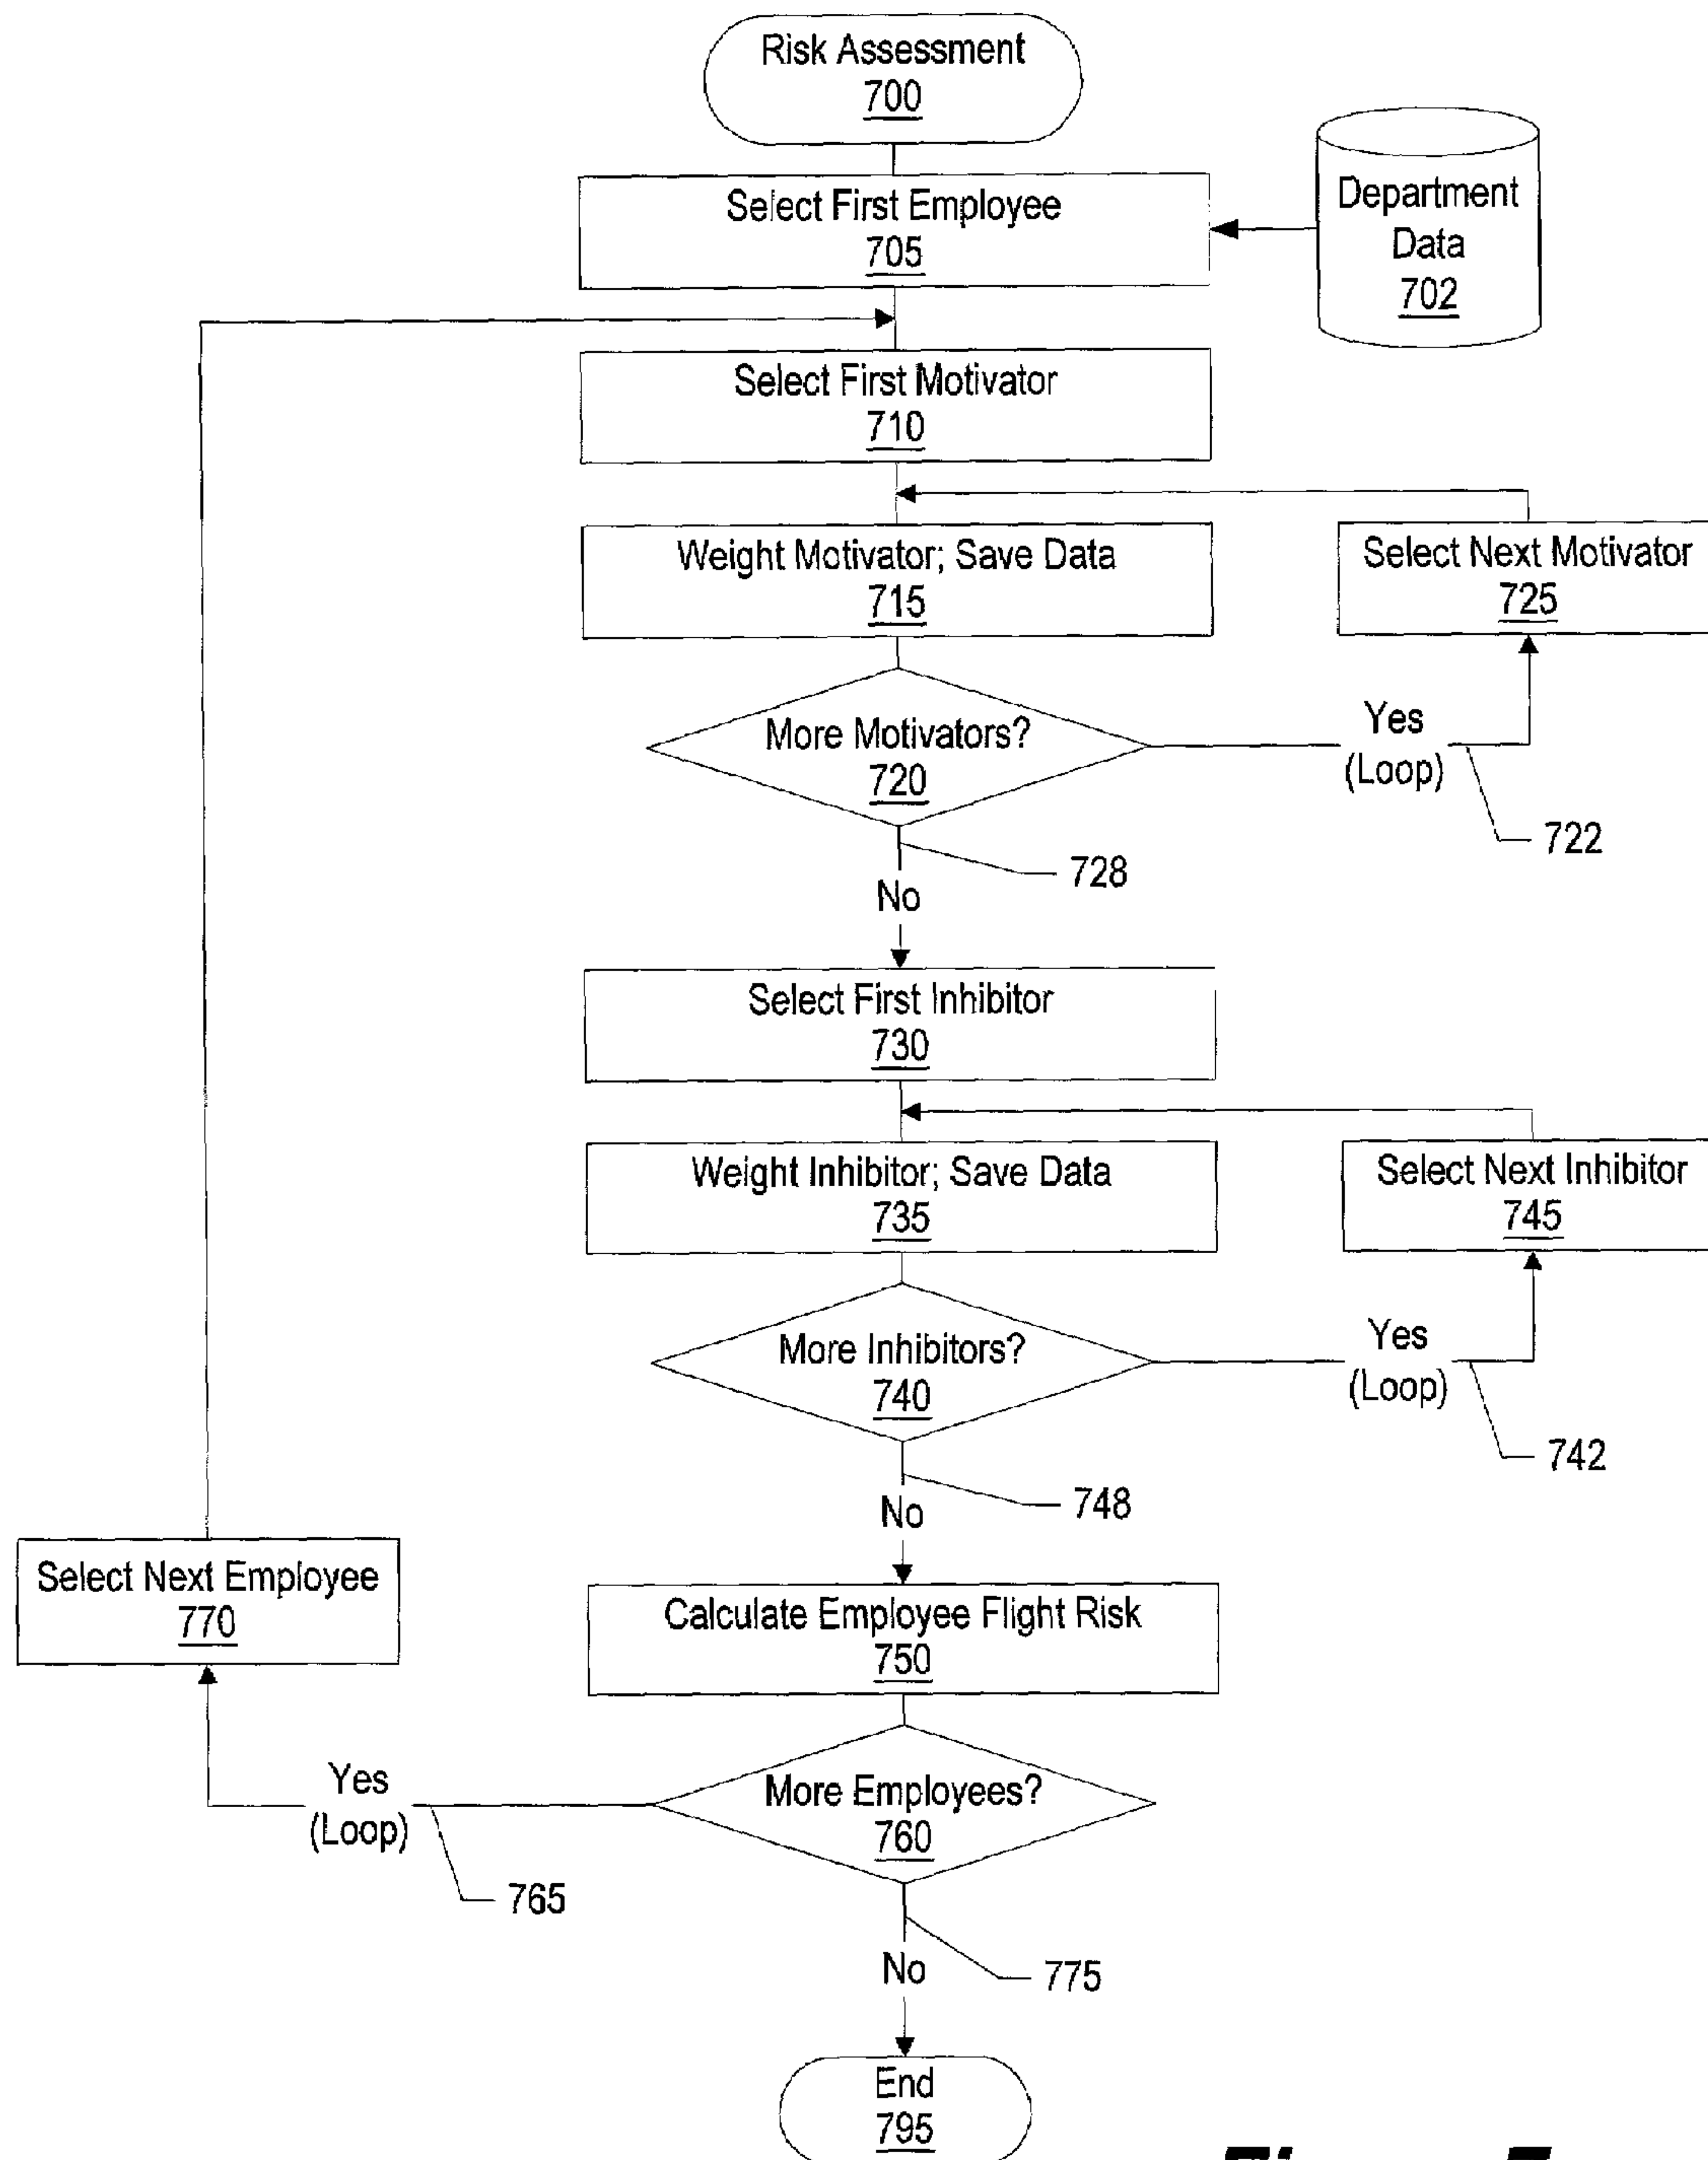 Risk Assessment
700
Department
Data
702
Select First Employee
705
Select First Motivator
710
Weight Motivator; Save Data
715
Select Next Motivator
725
More Motivators?
720
Yes
(Loop)
722
728
No
Select First Inhibitor
730
Weight Inhibitor; Save Data
735
Select Next Inhibitor
745
More Inhibitors?
740
Yes
(Loop)
742
748
No
Select Next Employee
770
Calculate Employee Flight Risk
750
More Employees?
760
Yes
(Loop)
765
775
No
End
795